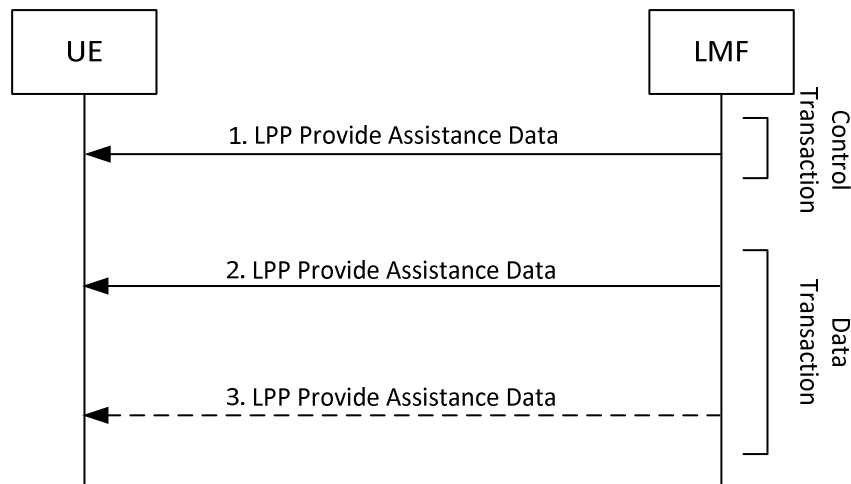 UE
LMF
1. LPP Provide Assistance Data
Control
Transaction
2. LPP Provide Assistance Data
Data
Transaction
3. LPP Provide Assistance Data